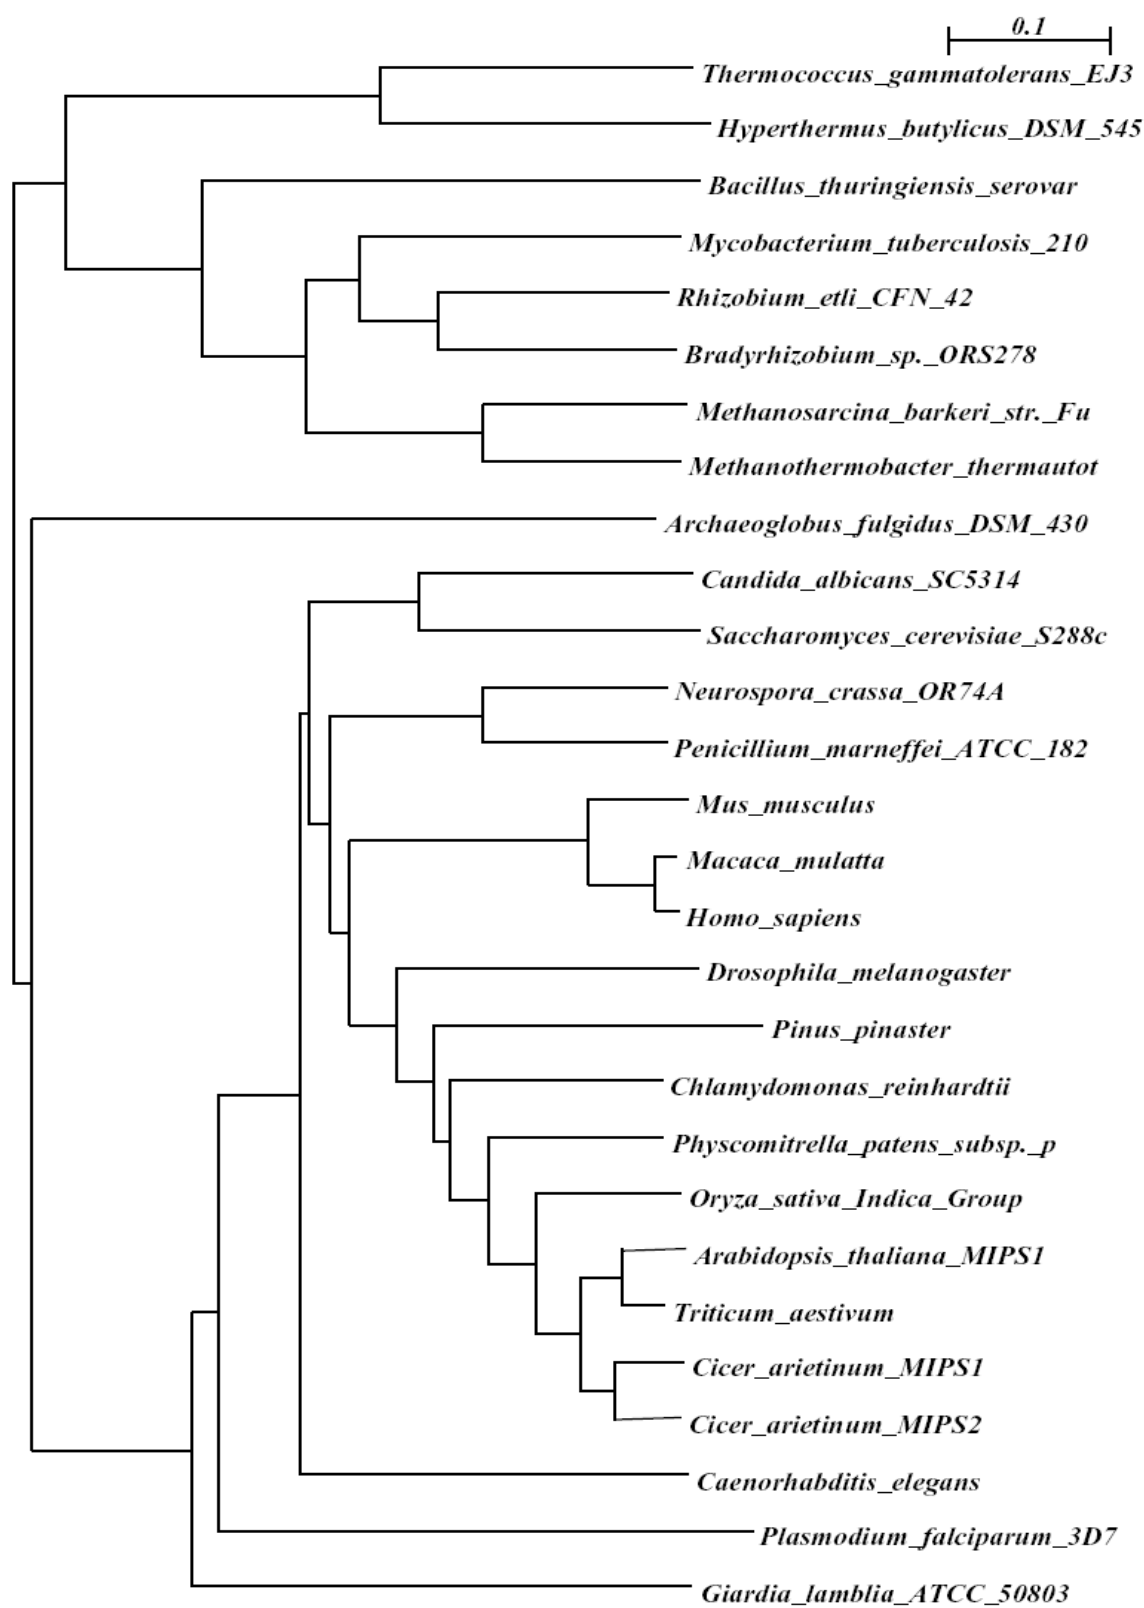 0.1
Thermococcus_gammatolerans_EJ3
Hyperthermus_butylicus_DSM_545
Bacillus_thuringiensis_serovar
Mycobacterium_tuberculosis_210
Rhizobium_etli_CFN_42
Bradyrhizobium_sp._ORS278
Methanosarcina_barkeri_str._Fu
Methanothermobacter_thermautot
Archaeoglobus_fulgidus_DSM_430
Candida_albicans_SC5314
Saccharomyces_cerevisiae_S288c
Neurospora_crassa_OR74A
Penicillium_marneffei_ATCC_182
Mus_musculus
Macaca_mulatta
Homo_sapiens
Drosophila_melanogaster
Pinus_pinaster
Chlamydomonas_reinhardtii
Physcomitrella_patens_subsp._p
Oryza_sativa_Indica_Group
Arabidopsis_thaliana_MIPS1
Triticum_aestivum
Cicer_arietinum_MIPS1
Cicer_arietinum_MIPS2
Caenorhabditis_elegans
Plasmodium_falciparum_3D7
Giardia_lamblia_ATCC_50803